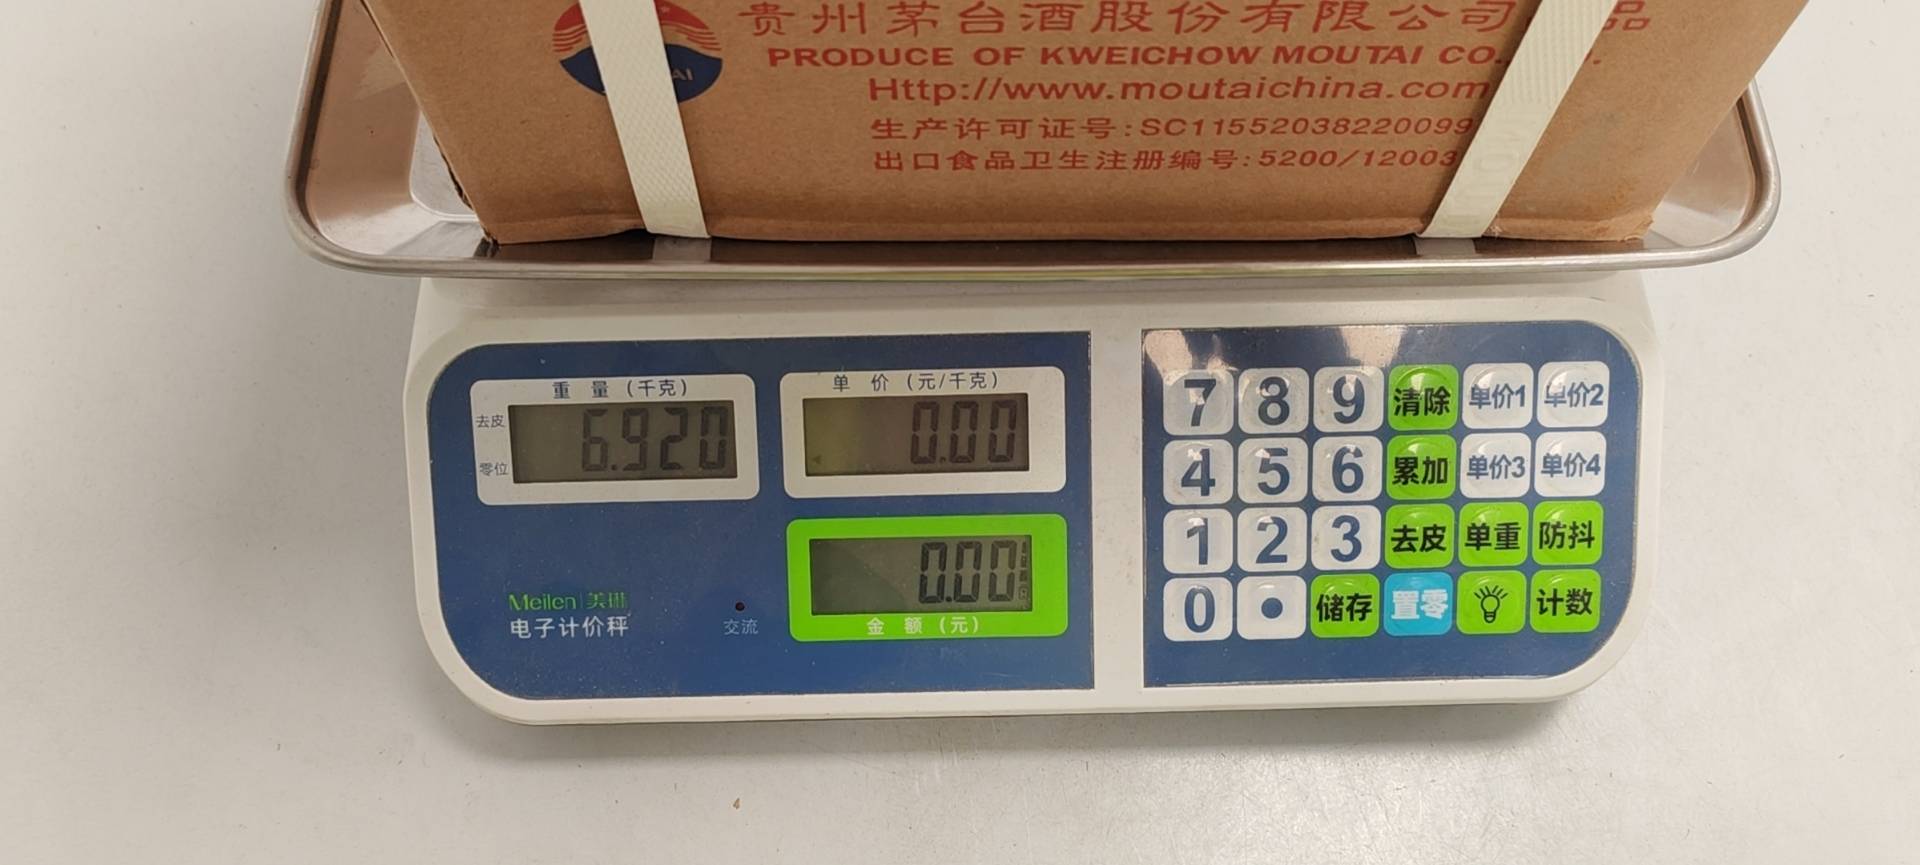 贵州茅台酒股份有限公司
品
PRODUCE OF KWEICHOW MOUTAI CO.
Http://www.moutaichina.com
生产许可证号:SC11552038220099
出口食品卫生注册编号:5200/12003
重 量 (千克)
去皮
零位
6.920
单 价 (元/千克)
0.00
0.00
金 额 (元)
Meilen|美琳
电子计价秤
交流
7 8 9 清除 单价1 单价2
4 5 6 累加 单价3 单价4
1 2 3 去皮 单重 防抖
0 • 储存 置零 计数